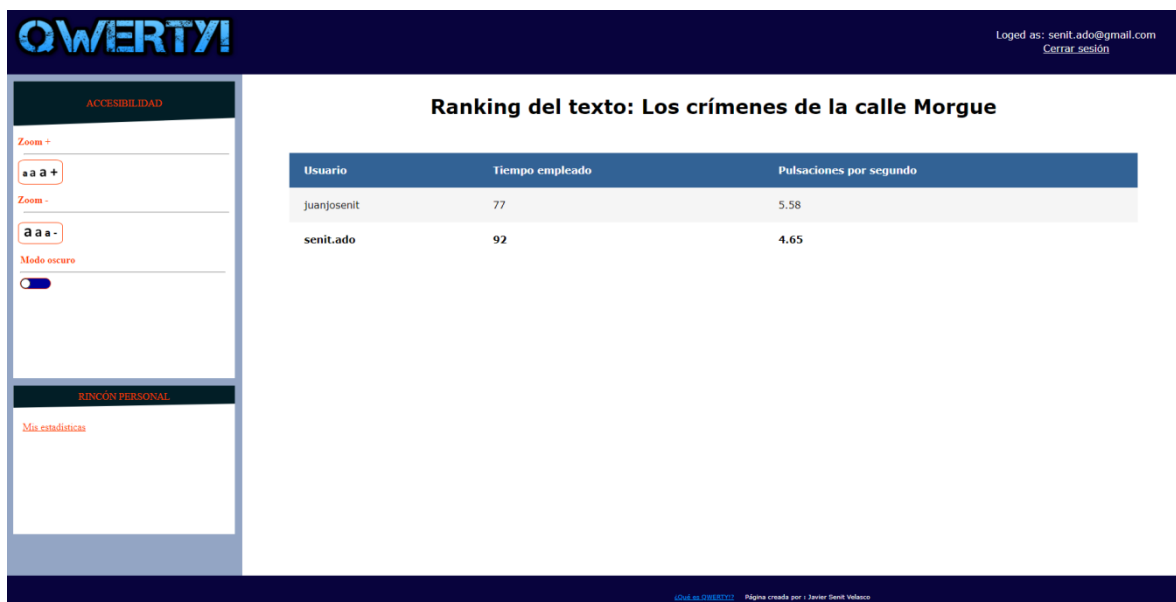 QWERTY!
Loged as: senit.ado@gmail.com
Cerrar sesión
ACCESIBILIDAD
Zoom +
a a a +
Zoom -
a a a -
Modo oscuro
RINCÓN PERSONAL
Mis estadísticas
Ranking del texto: Los crímenes de la calle Morgue
Usuario Tiempo empleado Pulsaciones por segundo
juanjosenit 77 5.58
senit.ado 92 4.65
¿Qué es QWERTY!? Página creada por : Javier Senit Velasco